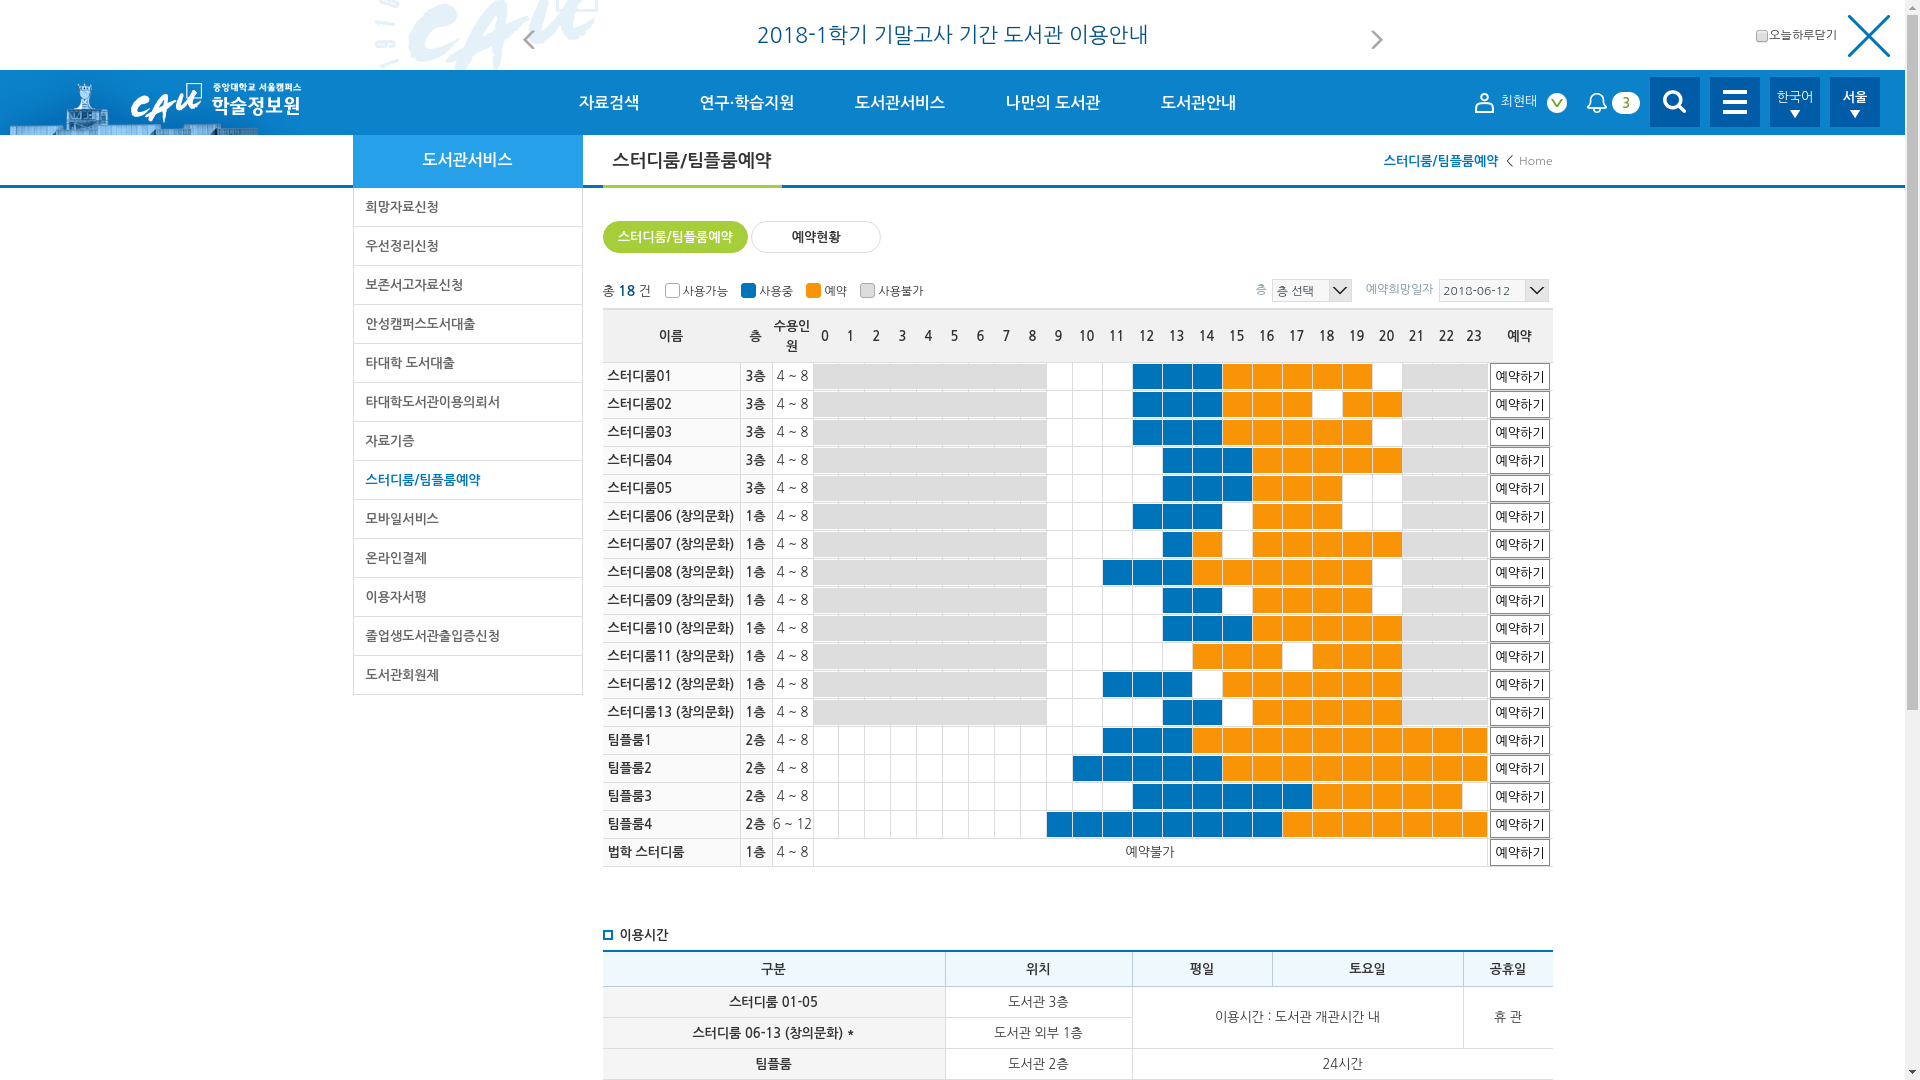 2018-1학기 기말고사 기간 도서관 이용안내
오늘하루닫기
CAU 중앙대학교 서울캠퍼스 학술정보원
자료검색 연구·학습지원 도서관서비스 나만의 도서관 도서관안내
최현태 3 한국어 서울
도서관서비스
스터디룸/팀플룸예약
스터디룸/팀플룸예약 < Home
희망자료신청
우선정리신청
보존서고자료신청
안성캠퍼스도서대출
타대학 도서대출
타대학도서관이용의뢰서
자료기증
스터디룸/팀플룸예약
모바일서비스
온라인결제
이용자서평
졸업생도서관출입증신청
도서관회원제
스터디룸/팀플룸예약 예약현황
총 18 건 사용가능 사용중 예약 사용불가 층 층 선택 예약희망일자 2018-06-12
이름 층 수용인원 0 1 2 3 4 5 6 7 8 9 10 11 12 13 14 15 16 17 18 19 20 21 22 23 예약
스터디룸01 3층 4 ~ 8 예약하기
스터디룸02 3층 4 ~ 8 예약하기
스터디룸03 3층 4 ~ 8 예약하기
스터디룸04 3층 4 ~ 8 예약하기
스터디룸05 3층 4 ~ 8 예약하기
스터디룸06 (창의문화) 1층 4 ~ 8 예약하기
스터디룸07 (창의문화) 1층 4 ~ 8 예약하기
스터디룸08 (창의문화) 1층 4 ~ 8 예약하기
스터디룸09 (창의문화) 1층 4 ~ 8 예약하기
스터디룸10 (창의문화) 1층 4 ~ 8 예약하기
스터디룸11 (창의문화) 1층 4 ~ 8 예약하기
스터디룸12 (창의문화) 1층 4 ~ 8 예약하기
스터디룸13 (창의문화) 1층 4 ~ 8 예약하기
팀플룸1 2층 4 ~ 8 예약하기
팀플룸2 2층 4 ~ 8 예약하기
팀플룸3 2층 4 ~ 8 예약하기
팀플룸4 2층 6 ~ 12 예약하기
법학 스터디룸 1층 4 ~ 8 예약불가 예약하기
이용시간
구분 위치 평일 토요일 공휴일
스터디룸 01-05 도서관 3층 이용시간 : 도서관 개관시간 내 휴 관
스터디룸 06-13 (창의문화) * 도서관 외부 1층
팀플룸 도서관 2층 24시간